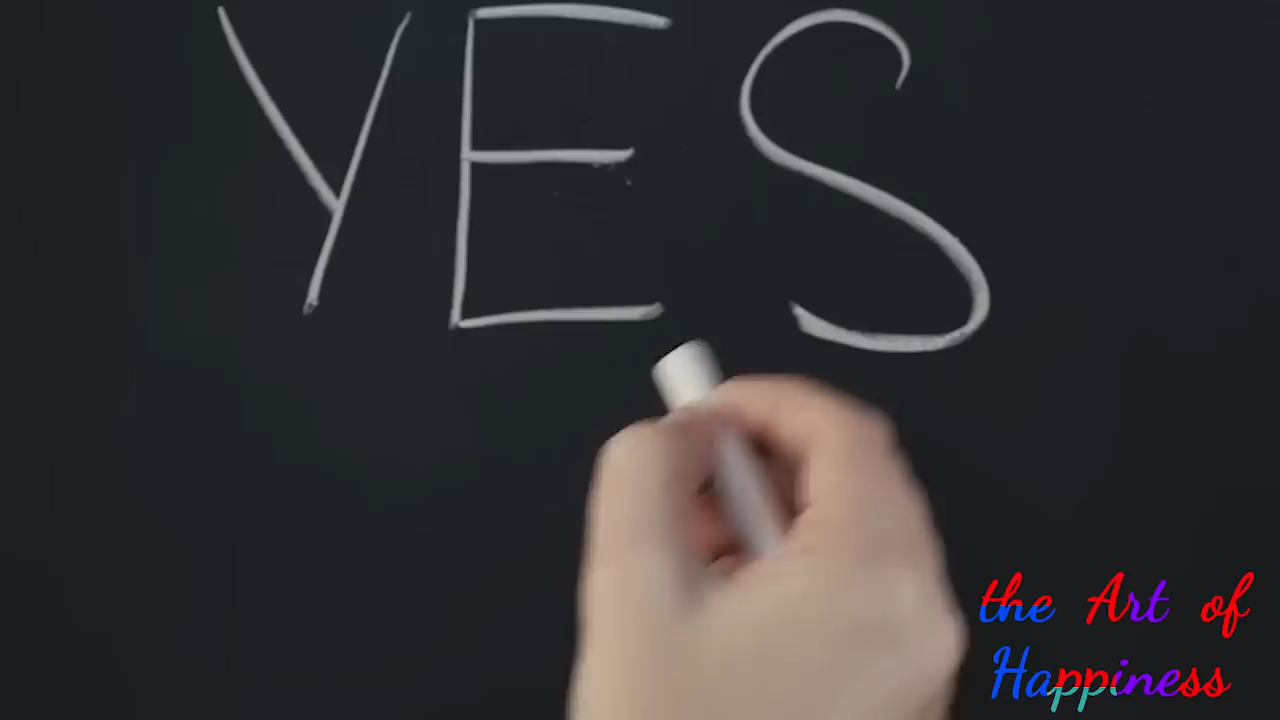 YES
the Art of
Happiness